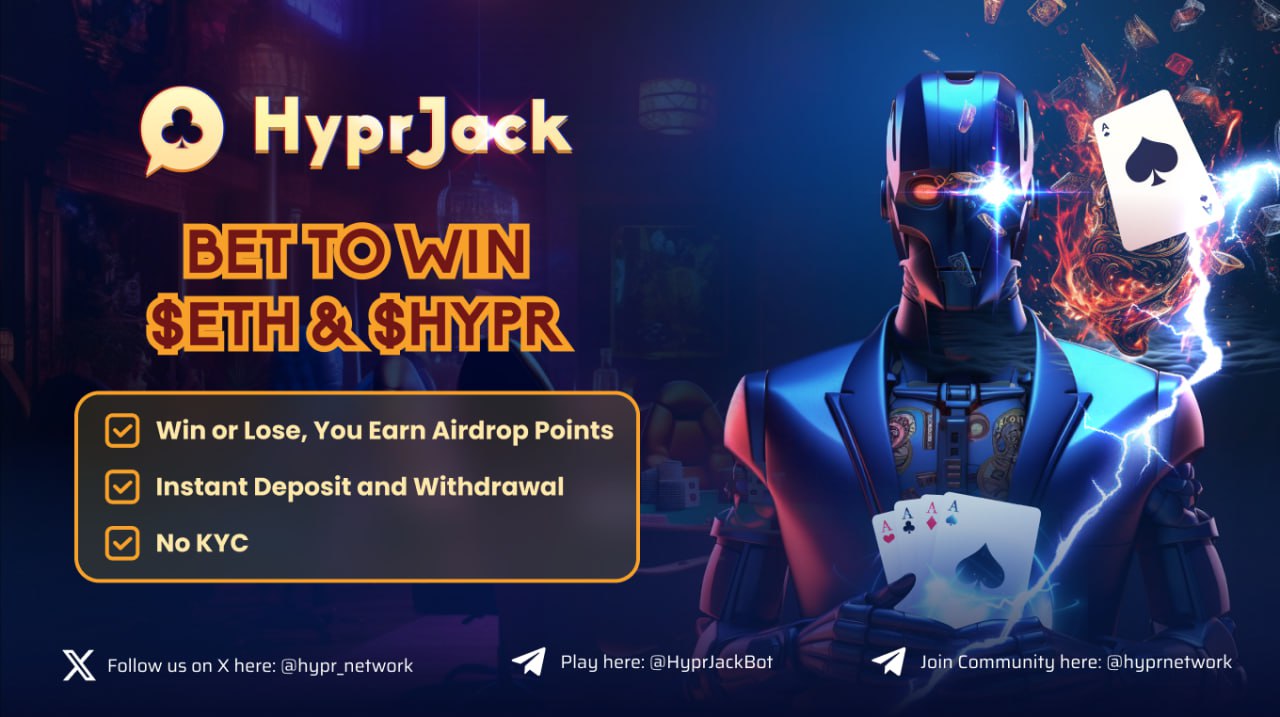 HyprJack
BET TO WIN
$ETH & $HYPR
Win or Lose, You Earn Airdrop Points
Instant Deposit and Withdrawal
No KYC
Follow us on X here: @hypr_network
Play here: @HyprJackBot
Join Community here: @hyprnetwork
A
A
A
A
A